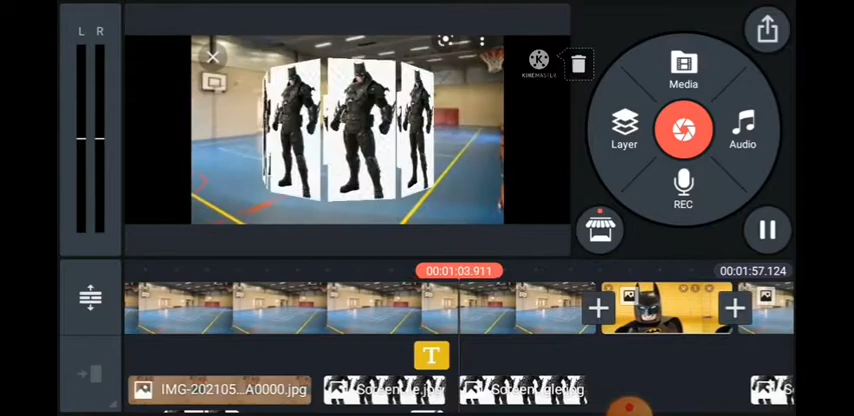 L R
KINEMASTER
Media
Layer
Audio
REC
00:01:03.911
00:01:57.124
T
IMG-202105...A0000.jpg